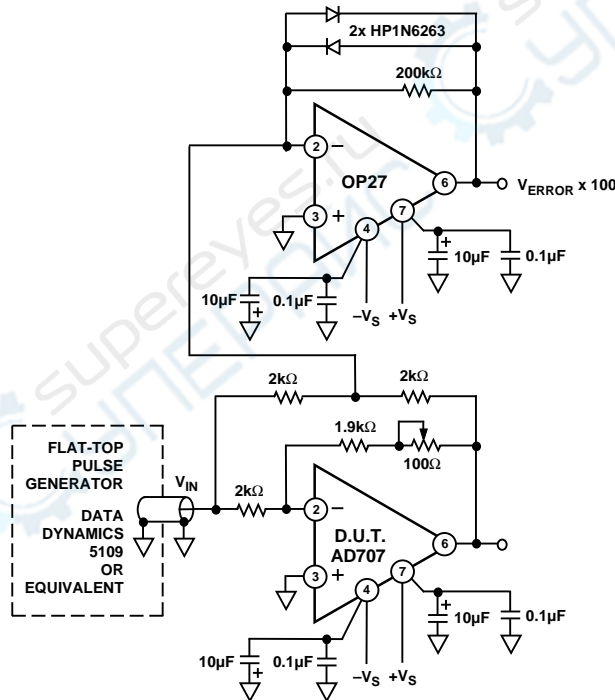 2x HP1N6263
200kΩ
2
–
OP27
6
V_ERROR x 100
3
+
4
7
10µF
0.1µF
+
10µF
0.1µF
+
–V_S
+V_S
2kΩ
2kΩ
1.9kΩ
100Ω
FLAT-TOP
PULSE
GENERATOR
DATA
DYNAMICS
5109
OR
EQUIVALENT
V_IN
2kΩ
2
–
D.U.T.
AD707
6
3
+
4
7
10µF
0.1µF
+
10µF
0.1µF
+
–V_S
+V_S
supereyes.ru